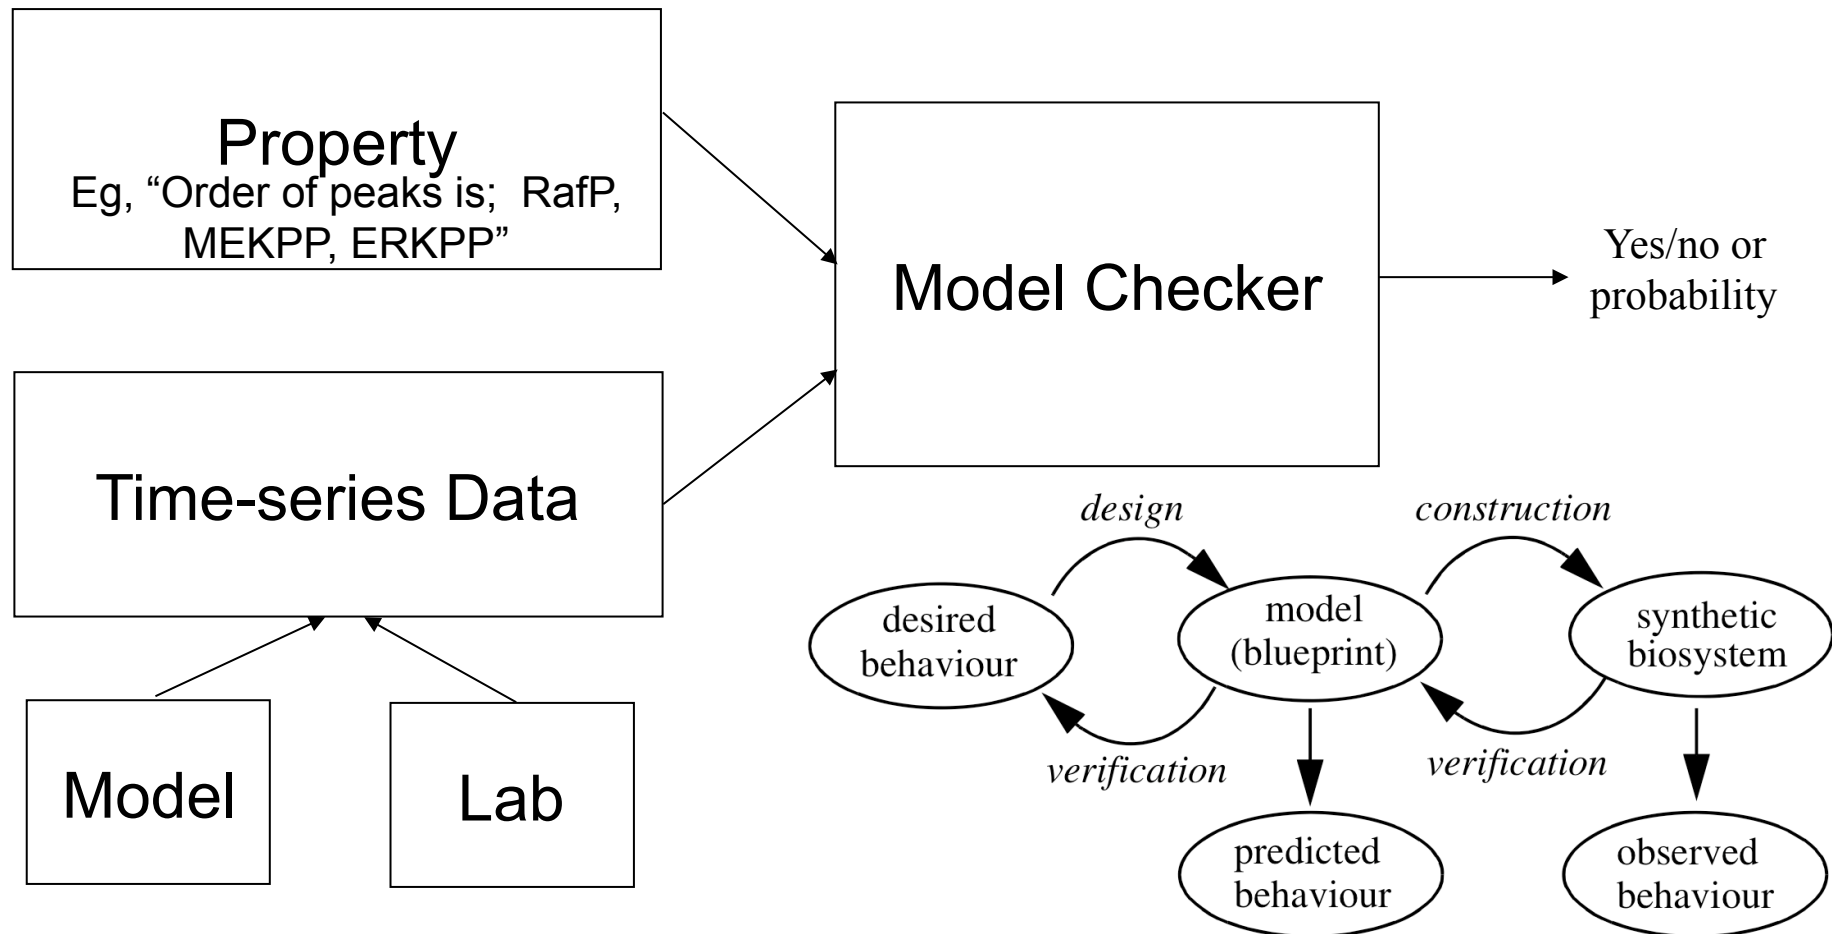 Property
Eg, “Order of peaks is;  RafP,
MEKPP, ERKPP”
Model Checker
Yes/no or
probability
Time-series Data
Model
Lab
design
construction
desired
behaviour
model
(blueprint)
synthetic
biosystem
verification
verification
predicted
behaviour
observed
behaviour